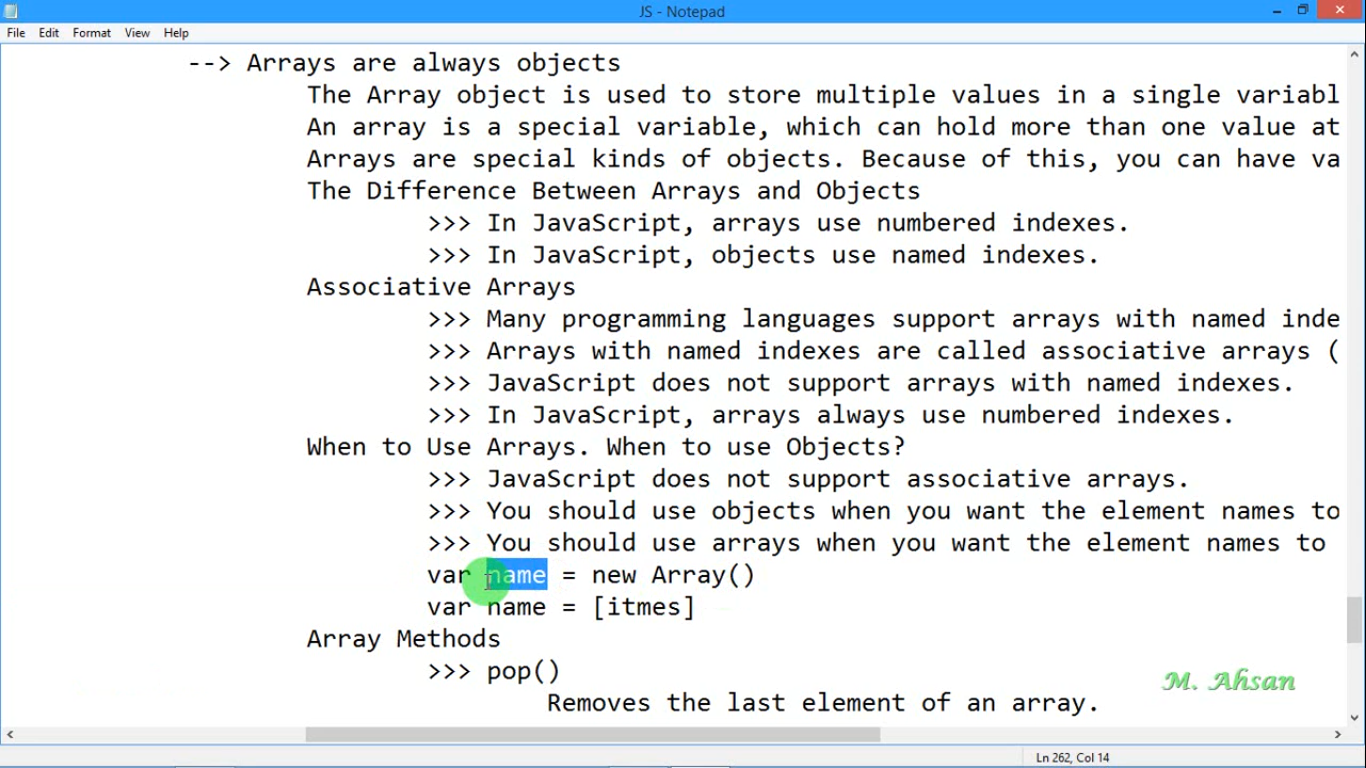 JS - Notepad
File Edit Format View Help
--> Arrays are always objects
The Array object is used to store multiple values in a single variabl
An array is a special variable, which can hold more than one value at
Arrays are special kinds of objects. Because of this, you can have va
The Difference Between Arrays and Objects
>>> In JavaScript, arrays use numbered indexes.
>>> In JavaScript, objects use named indexes.
Associative Arrays
>>> Many programming languages support arrays with named inde
>>> Arrays with named indexes are called associative arrays (
>>> JavaScript does not support arrays with named indexes.
>>> In JavaScript, arrays always use numbered indexes.
When to Use Arrays. When to use Objects?
>>> JavaScript does not support associative arrays.
>>> You should use objects when you want the element names to
>>> You should use arrays when you want the element names to
var name = new Array()
var name = [itmes]
Array Methods
>>> pop()
Removes the last element of an array.
M. Ahsan
Ln 262, Col 14